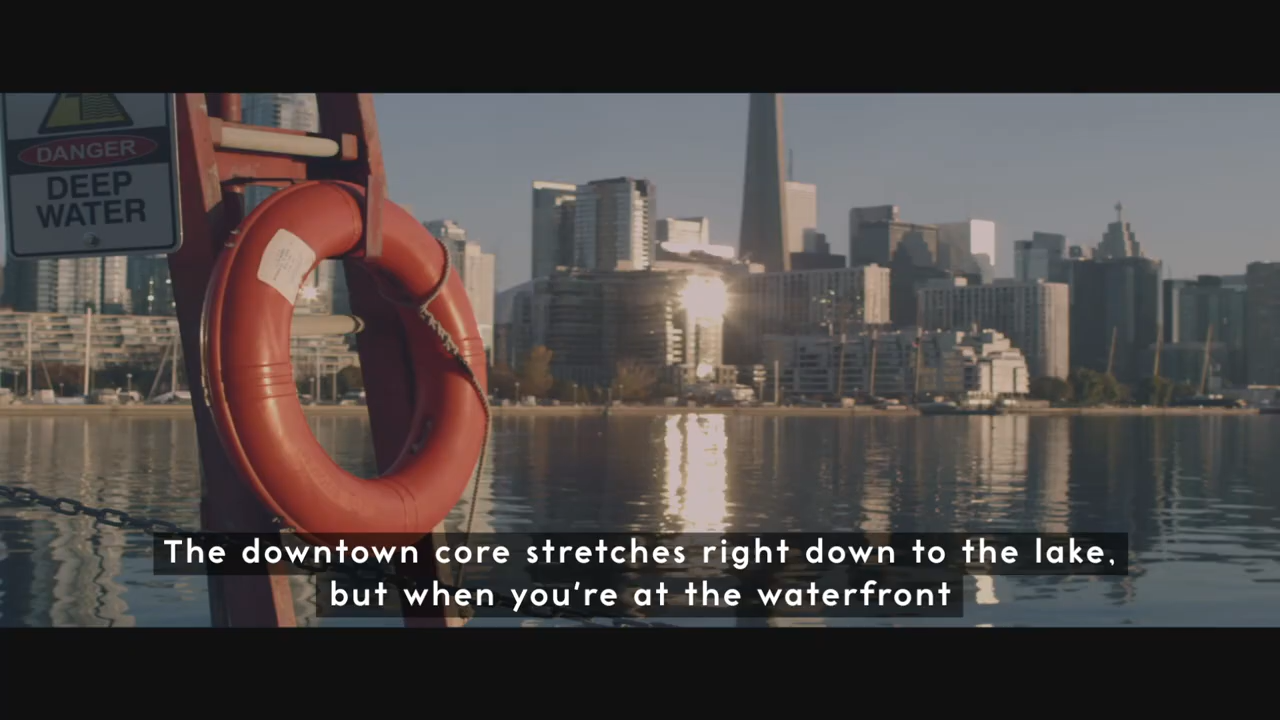 DANGER
DEEP
WATER
The downtown core stretches right down to the lake,
but when you're at the waterfront